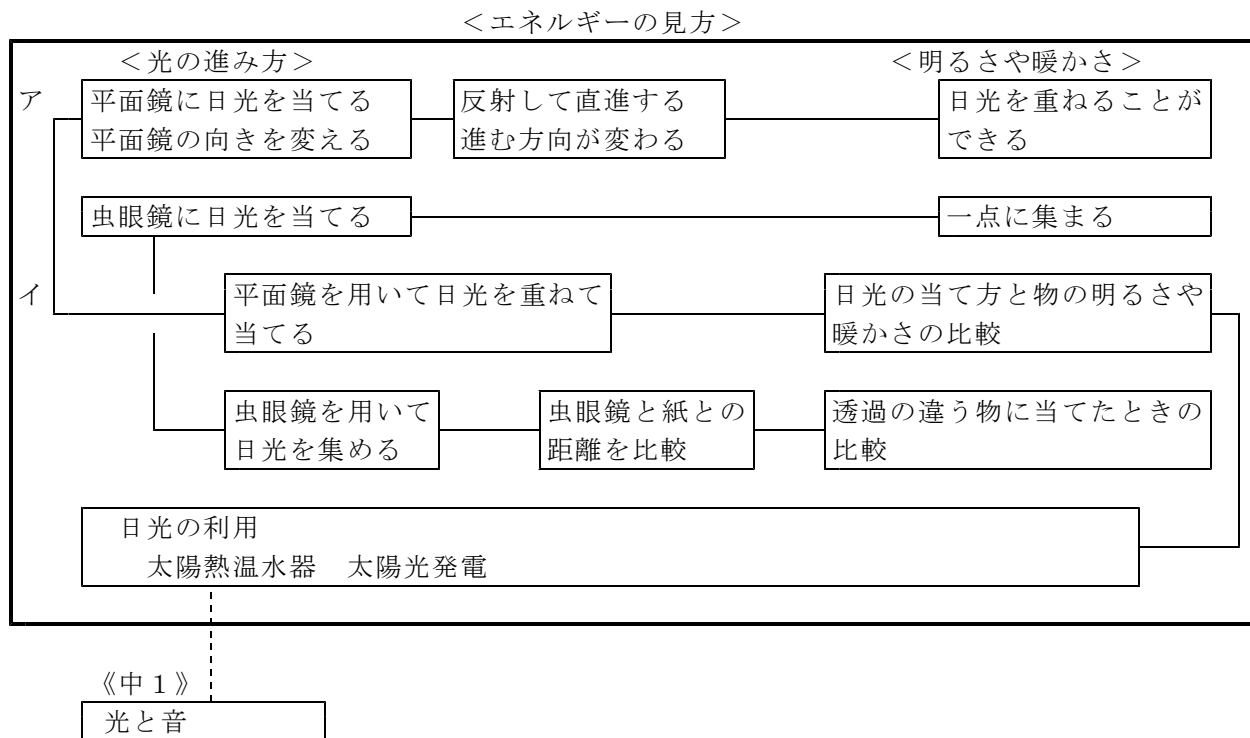 ＜エネルギーの見方＞
＜光の進み方＞
＜明るさや暖かさ＞
ア
平面鏡に日光を当てる
平面鏡の向きを変える
反射して直進する
進む方向が変わる
日光を重ねることが
できる
虫眼鏡に日光を当てる
一点に集まる
イ
平面鏡を用いて日光を重ねて
当てる
日光の当て方と物の明るさや
暖かさの比較
虫眼鏡を用いて
日光を集める
虫眼鏡と紙との
距離を比較
透過の違う物に当てたときの
比較
日光の利用
太陽熱温水器　太陽光発電
《中１》
光と音